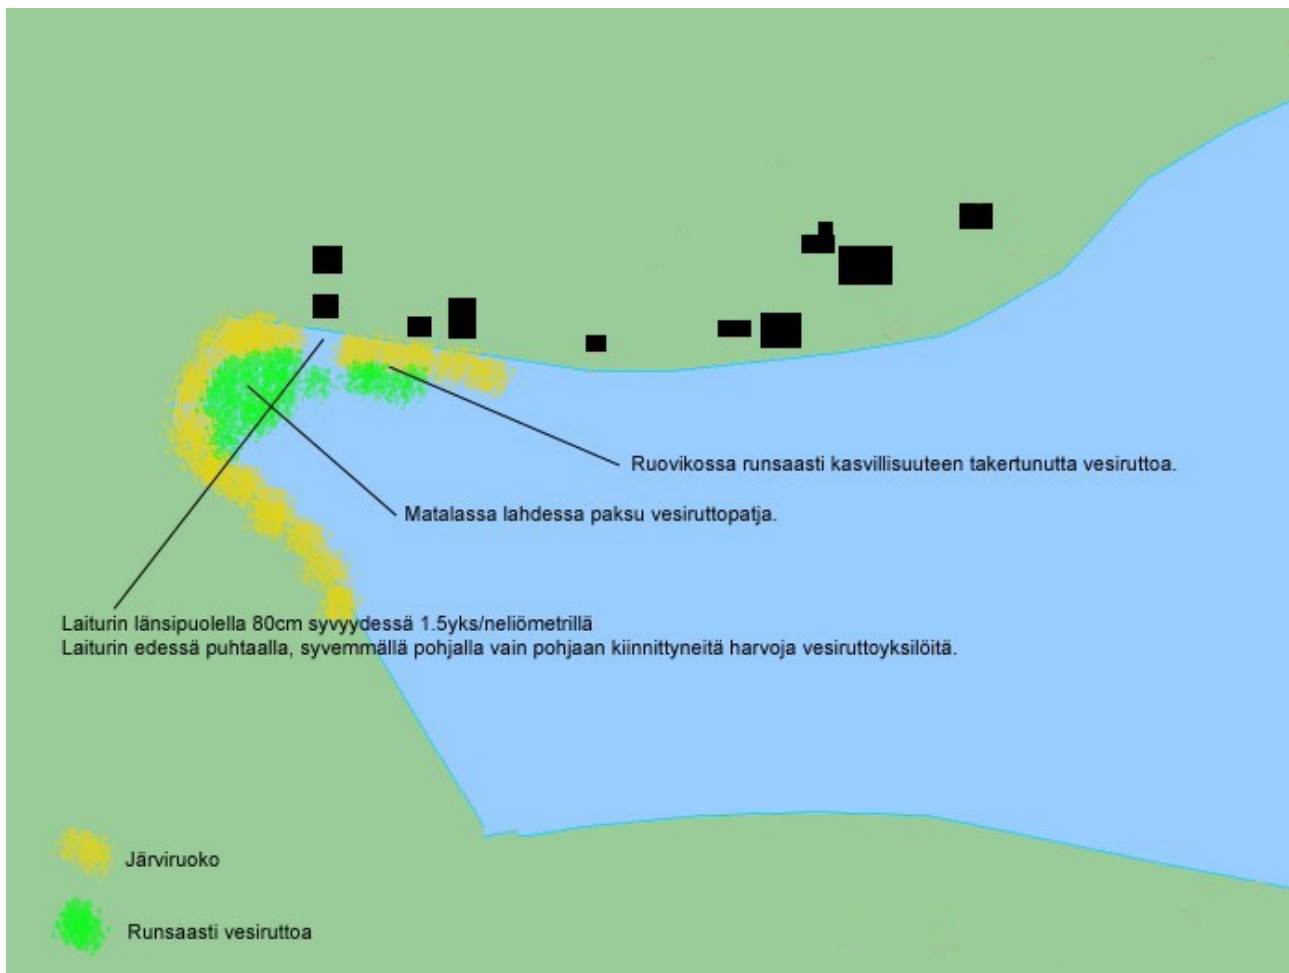 Ruovikossa runsaasti kasvillisuuteen takertunutta vesiruttoa.
Matalassa lahdessa paksu vesiruttopatja.
Laiturin länsipuolella 80cm syvyydessä 1.5yks/neliömetrillä
Laiturin edessä puhtaalla, syvemmällä pohjalla vain pohjaan kiinnittyneitä harvoja vesiruttoyksilöitä.
Järviruoko
Runsaasti vesiruttoa